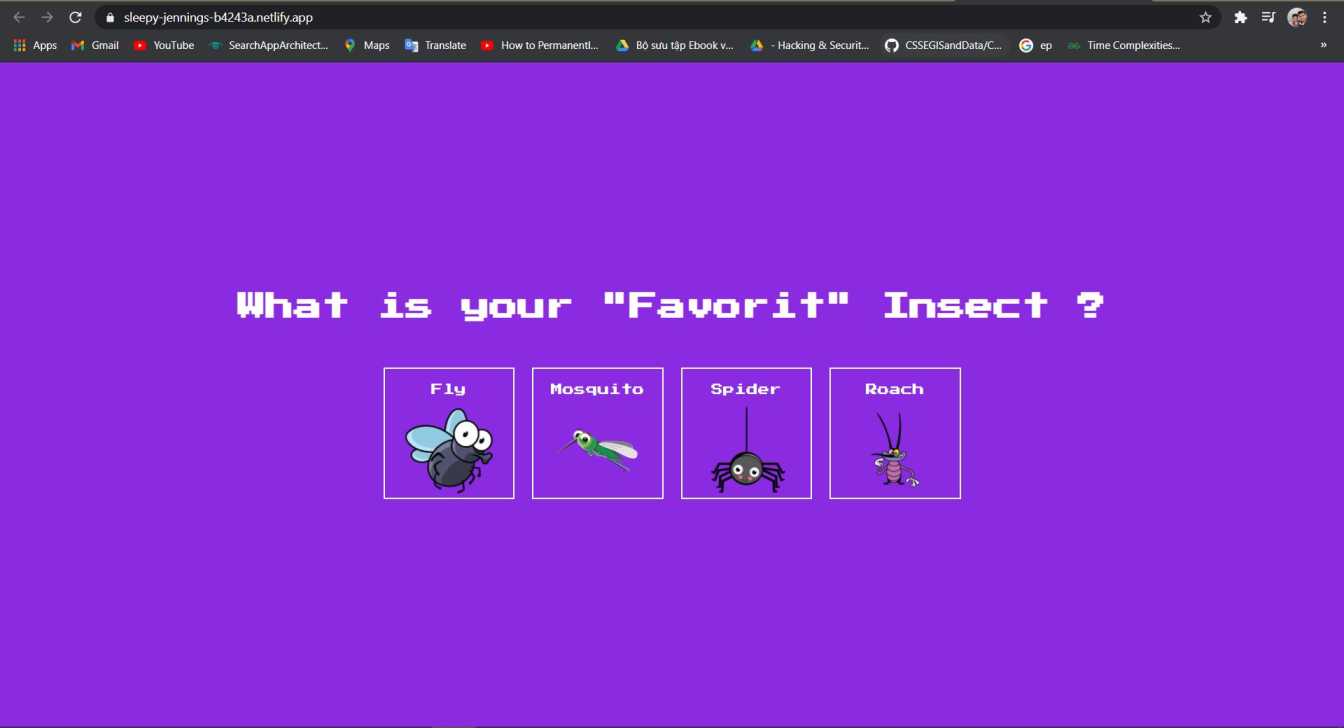 sleepy-jennings-b4243a.netlify.app
Apps Gmail YouTube SearchAppArchitect... Maps Translate How to Permanentl... Bộ sưu tập Ebook v... - Hacking & Securit... CSSEGISandData/C... ep Time Complexities... »
What is your "Favorit" Insect ?
Fly Mosquito Spider Roach